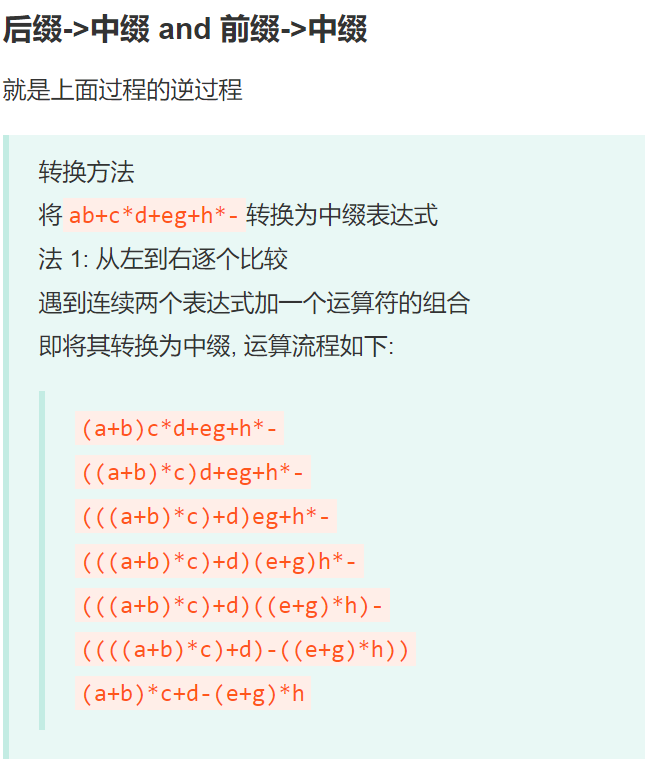 后缀->中缀 and 前缀->中缀
就是上面过程的逆过程
转换方法
将 ab+c*d+eg+h*- 转换为中缀表达式
法 1: 从左到右逐个比较
遇到连续两个表达式加一个运算符的组合
即将其转换为中缀, 运算流程如下:
(a+b)c*d+eg+h*-
((a+b)*c)d+eg+h*-
(((a+b)*c)+d)eg+h*-
(((a+b)*c)+d)(e+g)h*-
(((a+b)*c)+d)((e+g)*h)-
((((a+b)*c)+d)-((e+g)*h))
(a+b)*c+d-(e+g)*h